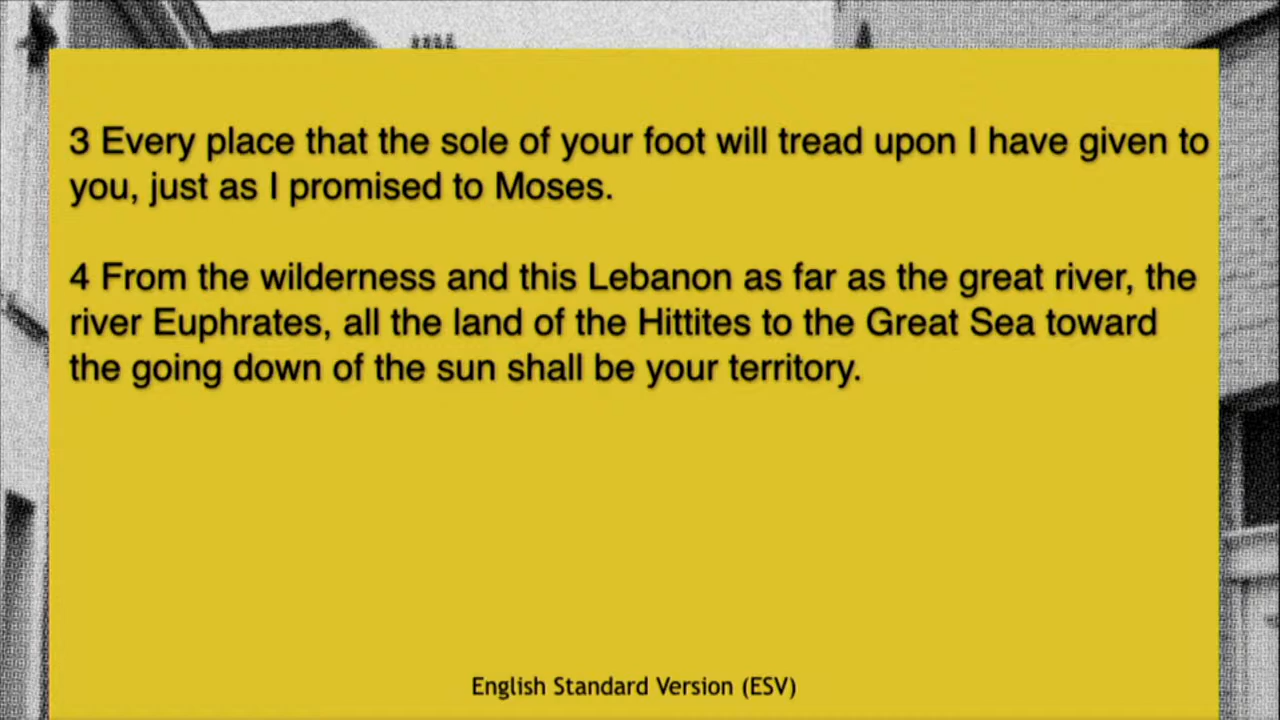 3 Every place that the sole of your foot will tread upon I have given to
you, just as I promised to Moses.
4 From the wilderness and this Lebanon as far as the great river, the
river Euphrates, all the land of the Hittites to the Great Sea toward
the going down of the sun shall be your territory.
English Standard Version (ESV)